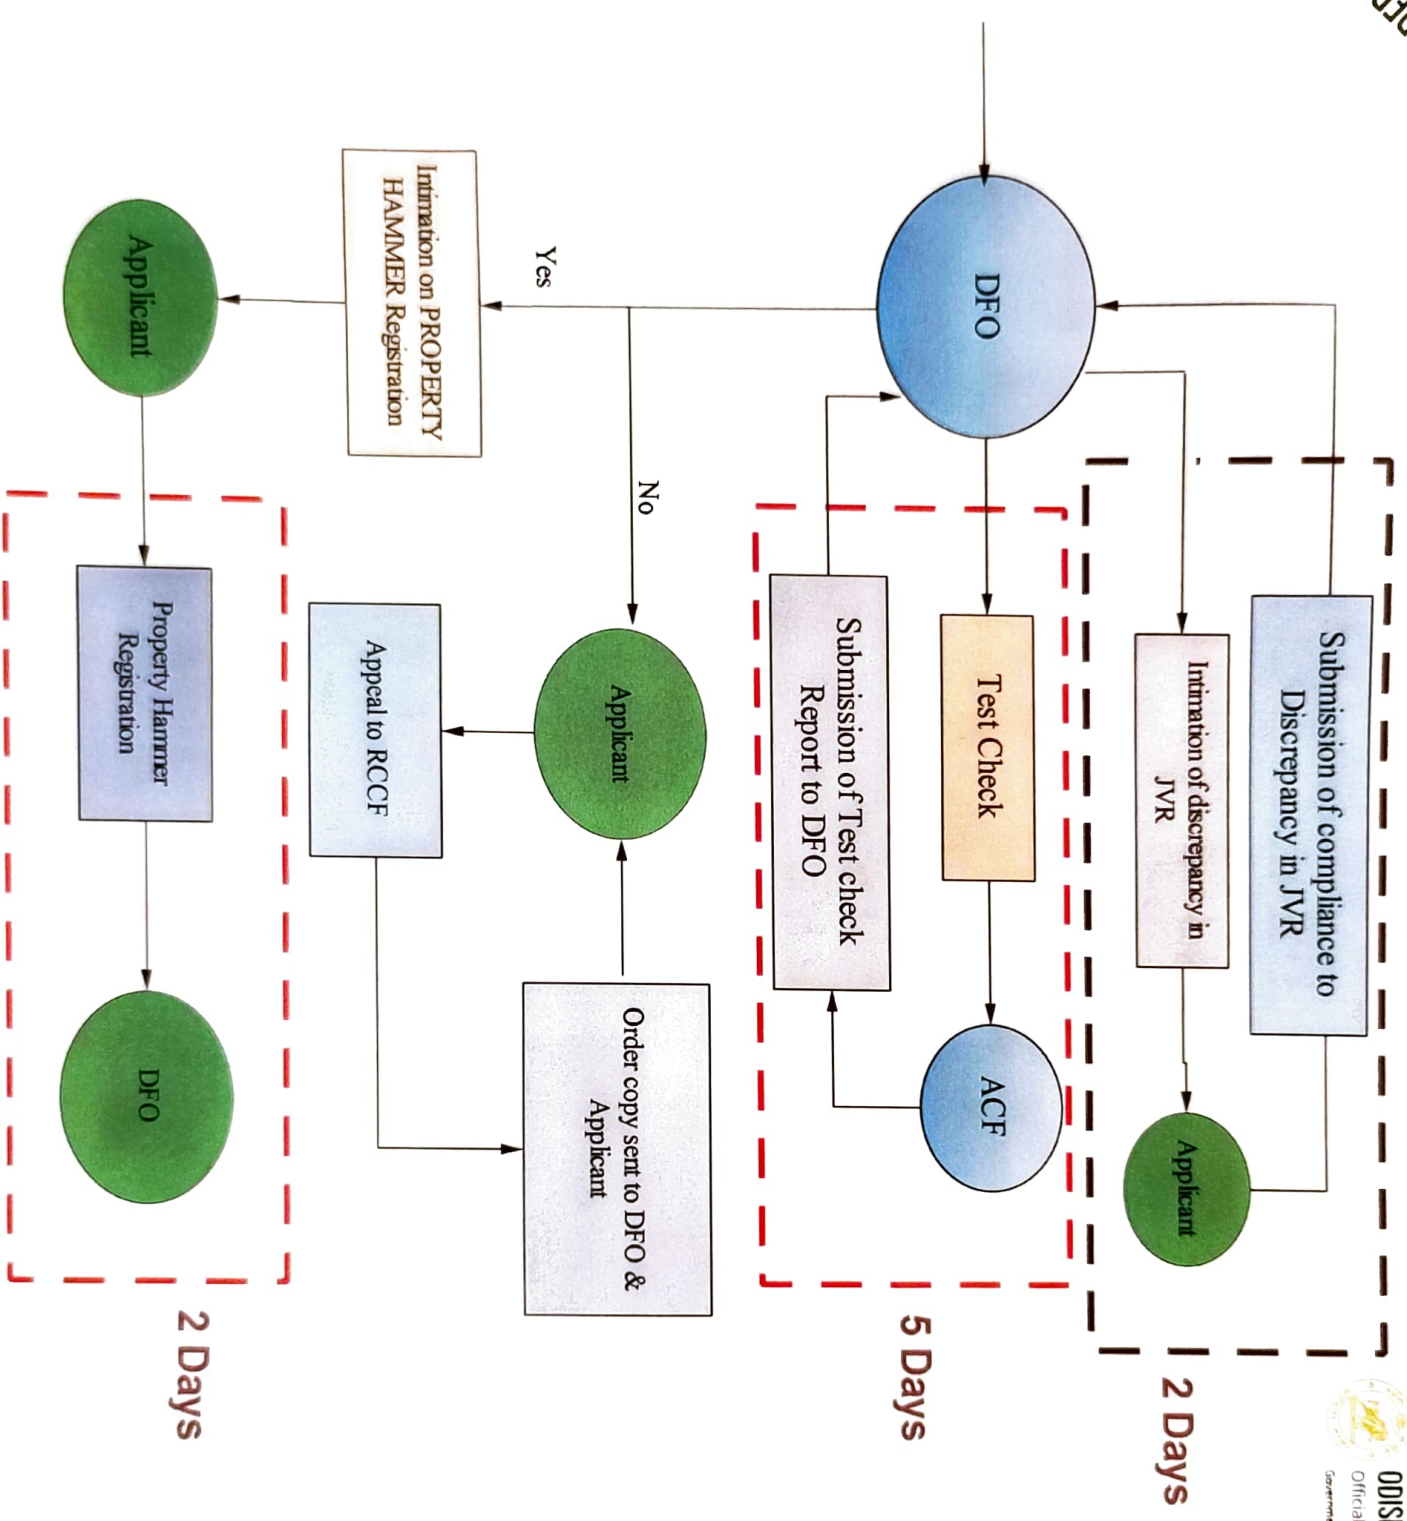 ODIS
Official
Governme
Submission of compliance to
Discrepancy in JVR
Intimation of discrepancy in
JVR
Applicant
2 Days
DFO
Test Check
ACF
Submission of Test check
Report to DFO
5 Days
Yes
No
Applicant
Order copy sent to DFO &
Applicant
Appeal to RCCF
Intimation on PROPERTY
HAMMER Registration
Applicant
Property Hammer
Registration
DFO
2 Days